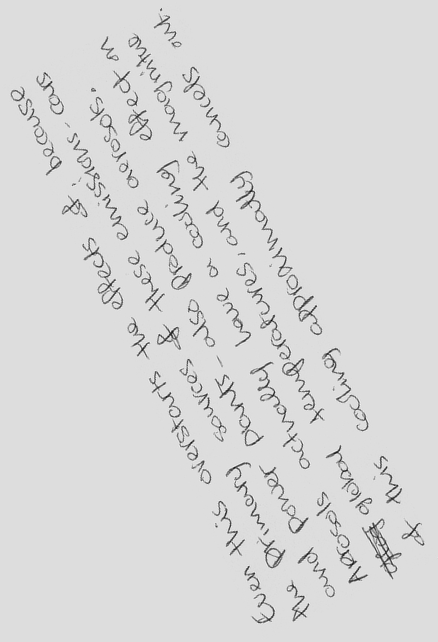 Even this overstates the effects of because
the primary sources of these emissions - cars
and power plants - also produce aerosols.
Aerosols actually have a cooling effect on
global temperatures, and the magnitude
of this cooling approximately cancels
out.